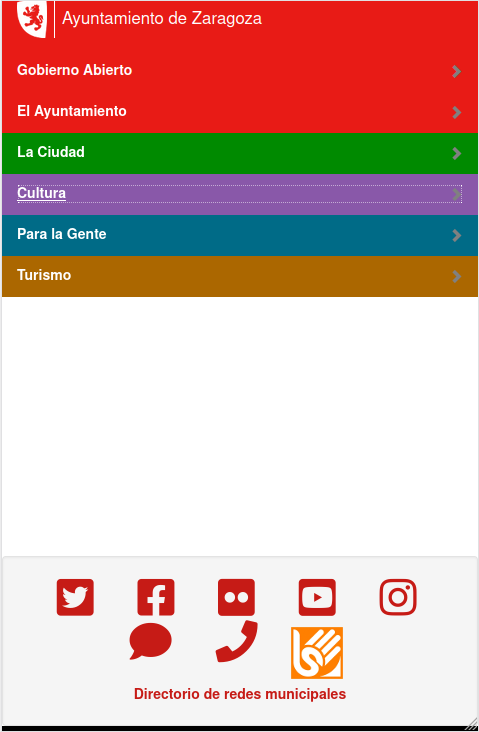 Ayuntamiento de Zaragoza
Gobierno Abierto
El Ayuntamiento
La Ciudad
Cultura
Para la Gente
Turismo
Directorio de redes municipales